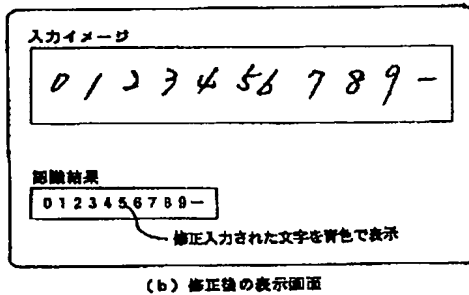 入力イメージ
0 1 2 3 4 5 6 7 8 9 -
認識結果
0 1 2 3 4 5 6 7 8 9 -
修正入力された文字を青色で表示
(b) 修正後の表示画面